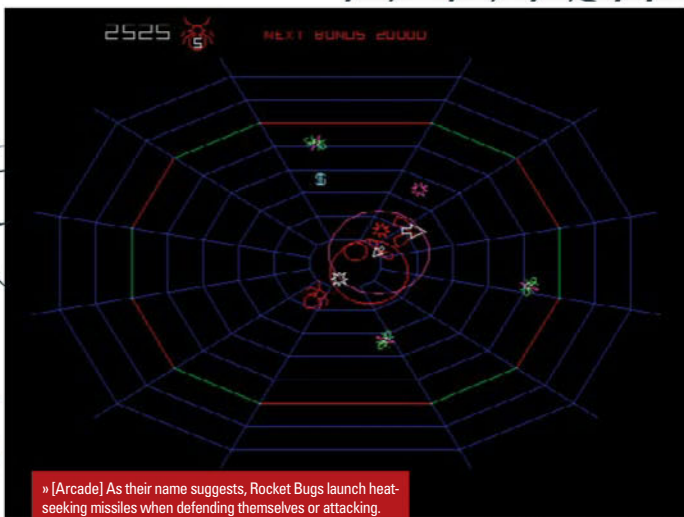 2525
5
NEXT BONUS 20000
» [Arcade] As their name suggests, Rocket Bugs launch heat-
seeking missiles when defending themselves or attacking.